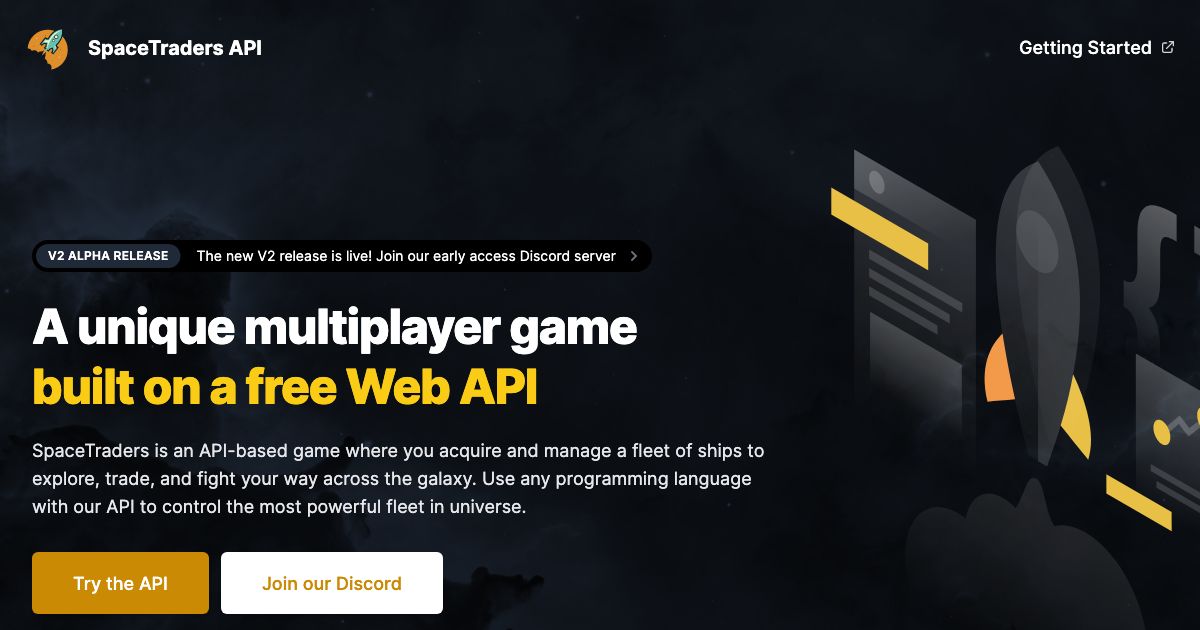 SpaceTraders API
Getting Started
V2 ALPHA RELEASE The new V2 release is live! Join our early access Discord server
A unique multiplayer game
built on a free Web API
SpaceTraders is an API-based game where you acquire and manage a fleet of ships to
explore, trade, and fight your way across the galaxy. Use any programming language
with our API to control the most powerful fleet in universe.
Try the API
Join our Discord